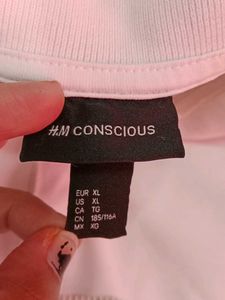 H&M CONSCIOUS
EUR XL
US XL
CA TG
CN 185/116A
MX XG